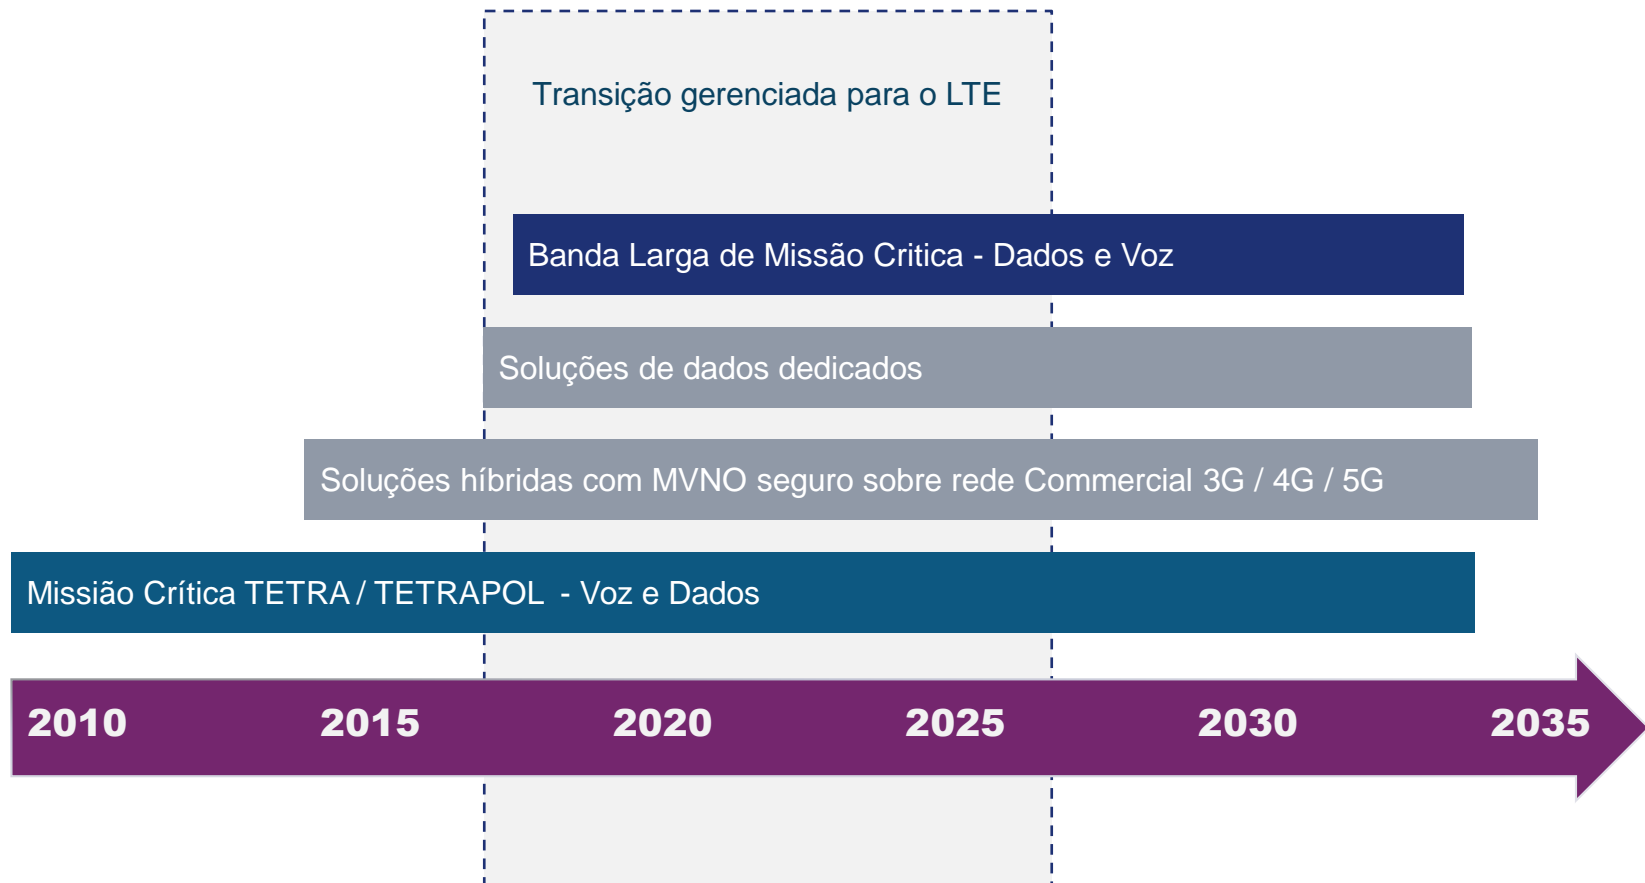 Transição gerenciada para o LTE
Banda Larga de Missão Critica - Dados e Voz
Soluções de dados dedicados
Soluções híbridas com MVNO seguro sobre rede Commercial 3G / 4G / 5G
Missião Crítica TETRA / TETRAPOL - Voz e Dados
2010 2015 2020 2025 2030 2035